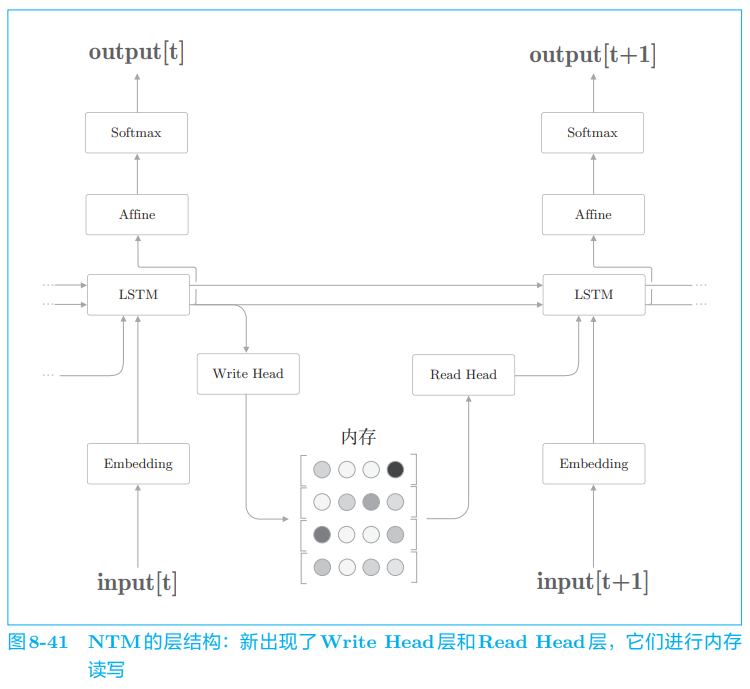 output[t]
output[t+1]
Softmax
Softmax
Affine
Affine
... LSTM LSTM ...
... ...
Write Head
Read Head
...
内存
Embedding
Embedding
input[t]
input[t+1]
图8-41 NTM的层结构：新出现了Write Head层和Read Head层，它们进行内存
读写